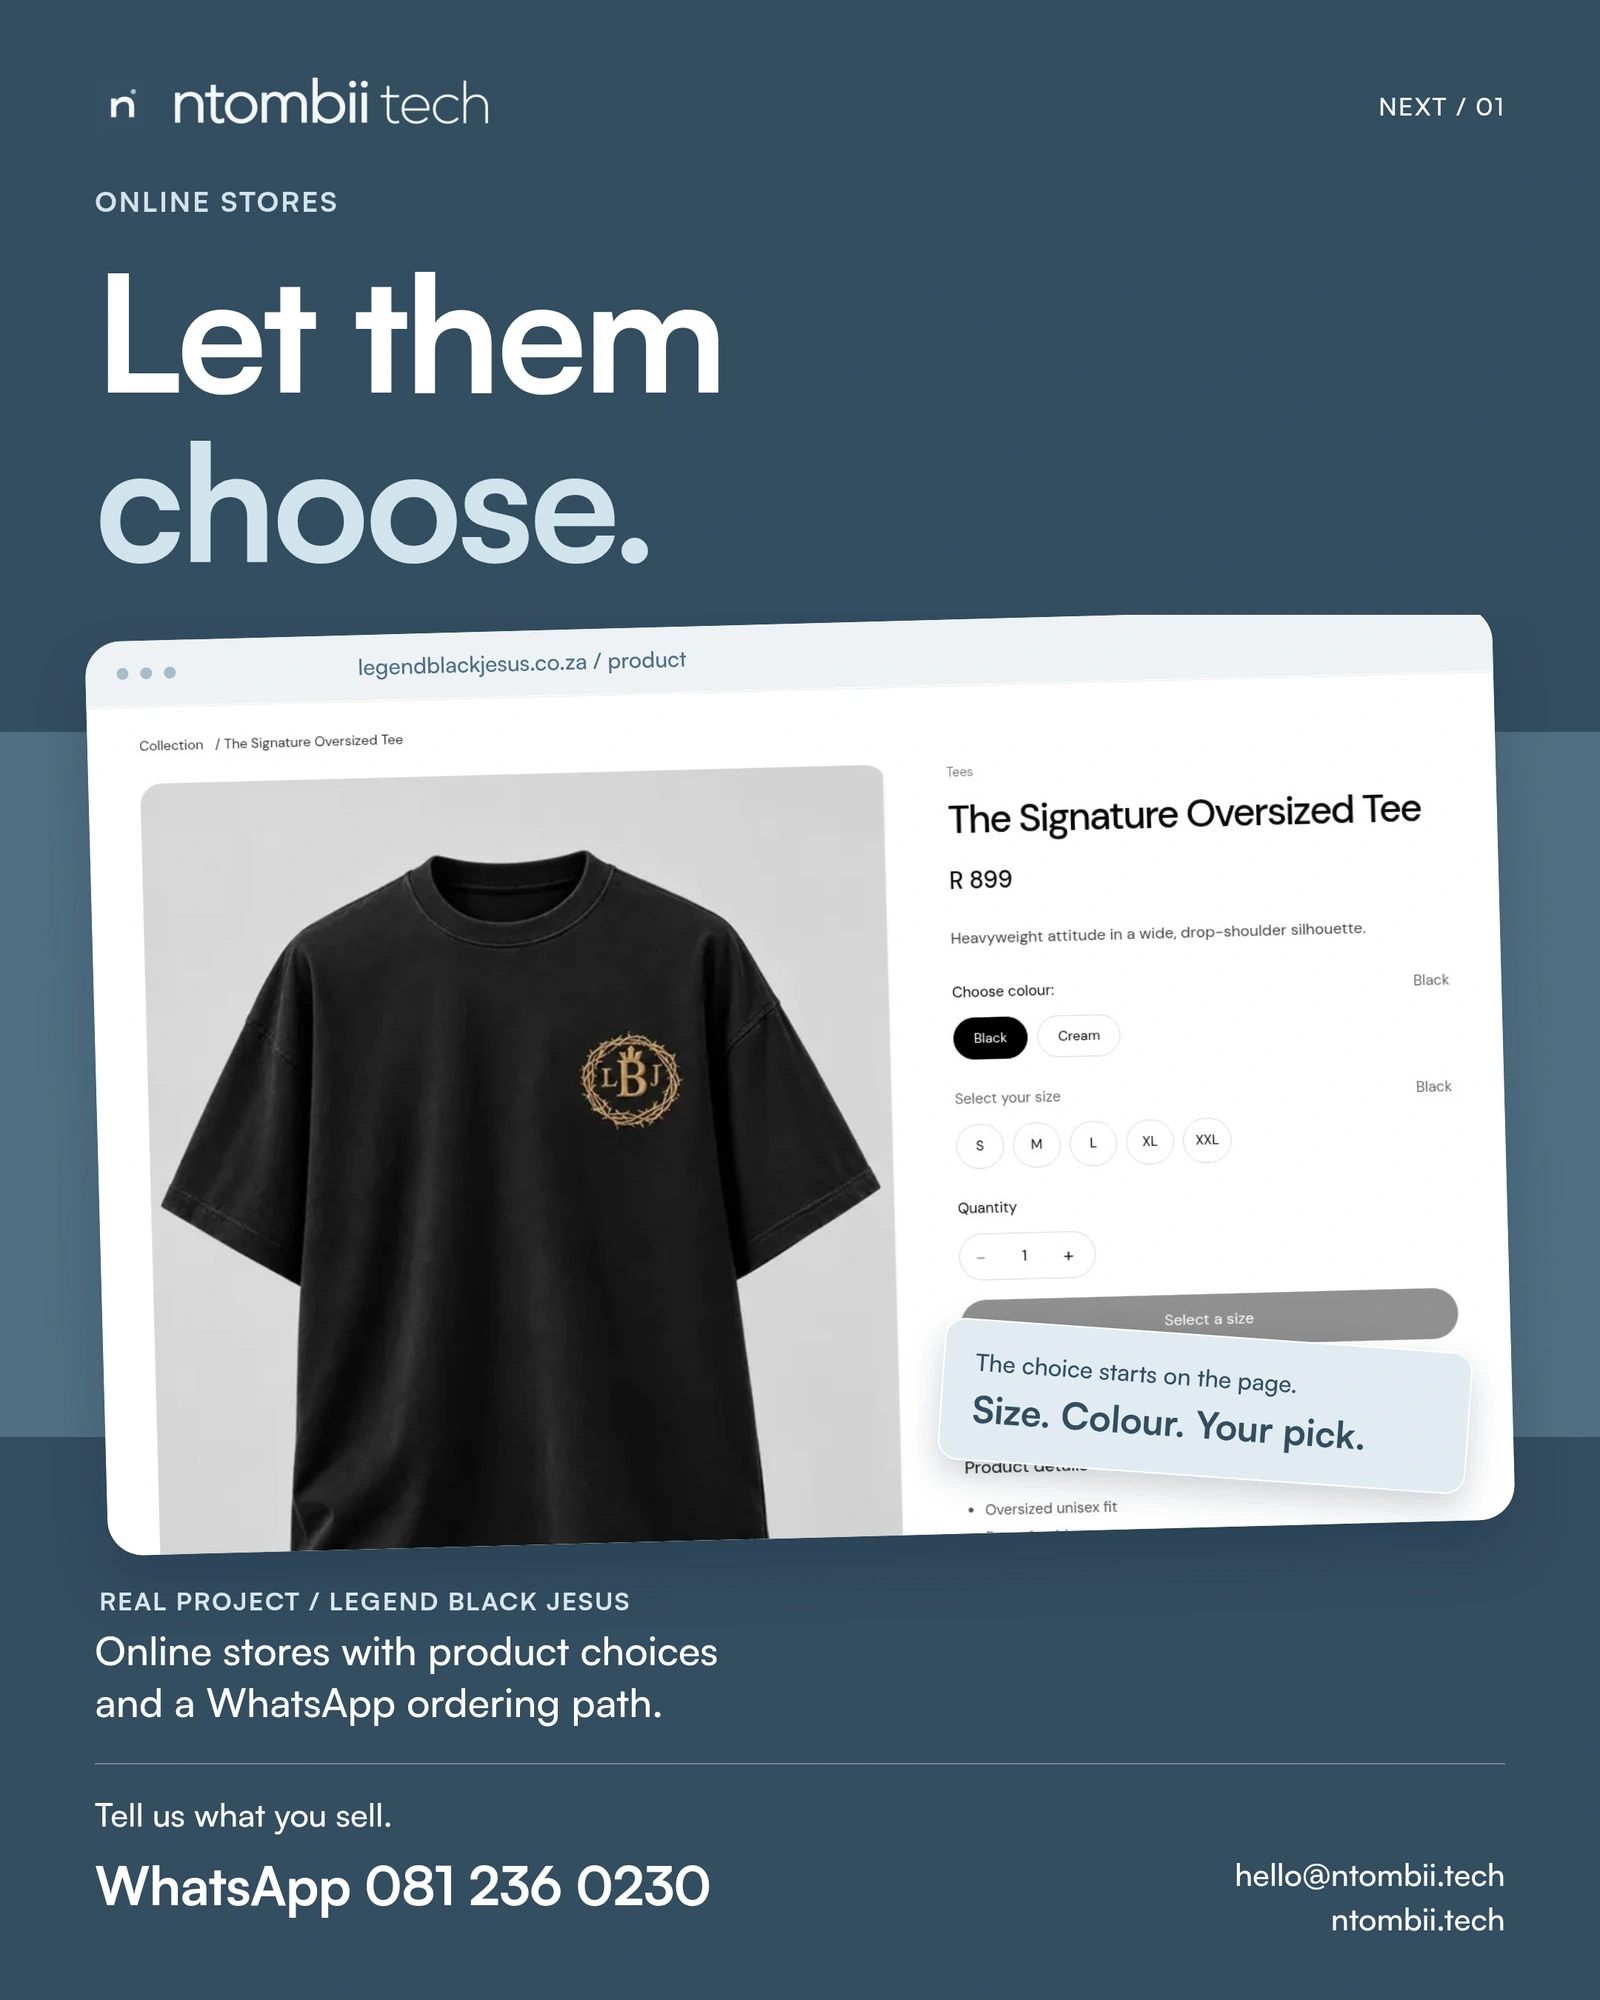 n
ntombii tech
NEXT / 01
ONLINE STORES
Let them
choose.
legendblackjesus.co.za / product
Collection / The Signature Oversized Tee
Tees
The Signature Oversized Tee
R 899
Heavyweight attitude in a wide, drop-shoulder silhouette.
Choose colour:
Black
Black
Cream
Select your size
Black
S
M
L
XL
XXL
Quantity
− 1 +
Select a size
LBJ
The choice starts on the page.
Size. Colour. Your pick.
Product details
• Oversized unisex fit
REAL PROJECT / LEGEND BLACK JESUS
Online stores with product choices
and a WhatsApp ordering path.
Tell us what you sell.
WhatsApp 081 236 0230
hello@ntombii.tech
ntombii.tech